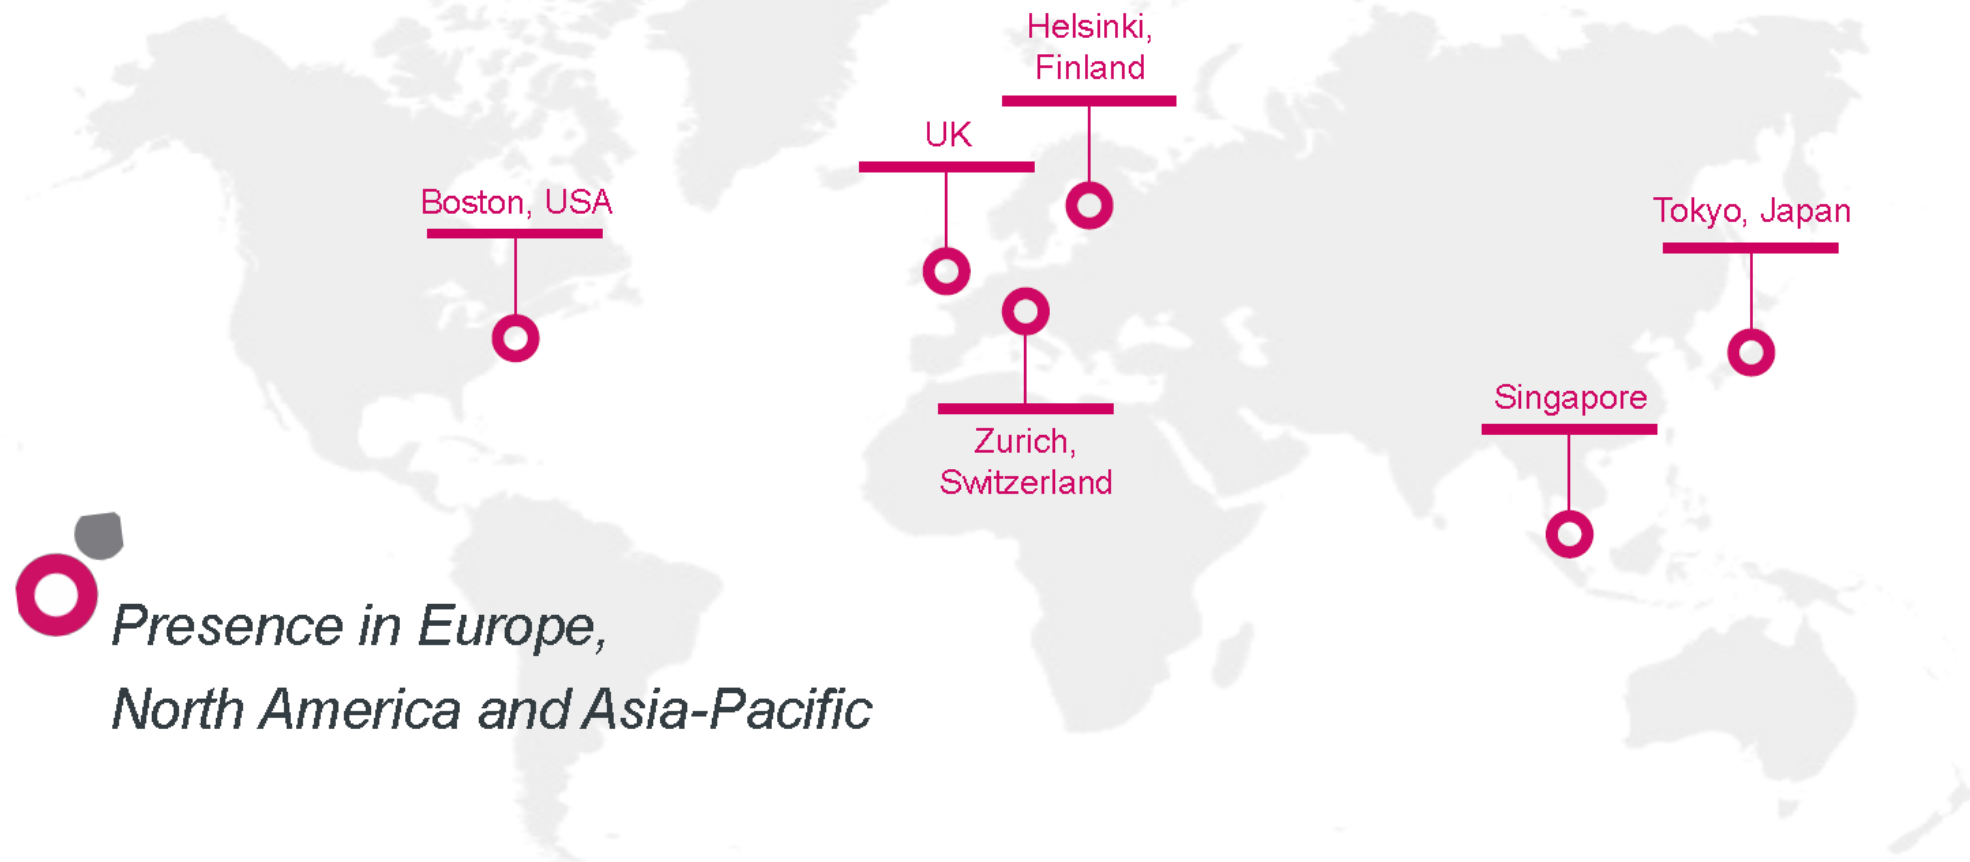 Helsinki,
Finland
UK
Boston, USA
Tokyo, Japan
Singapore
Zurich,
Switzerland
Presence in Europe,
North America and Asia-Pacific